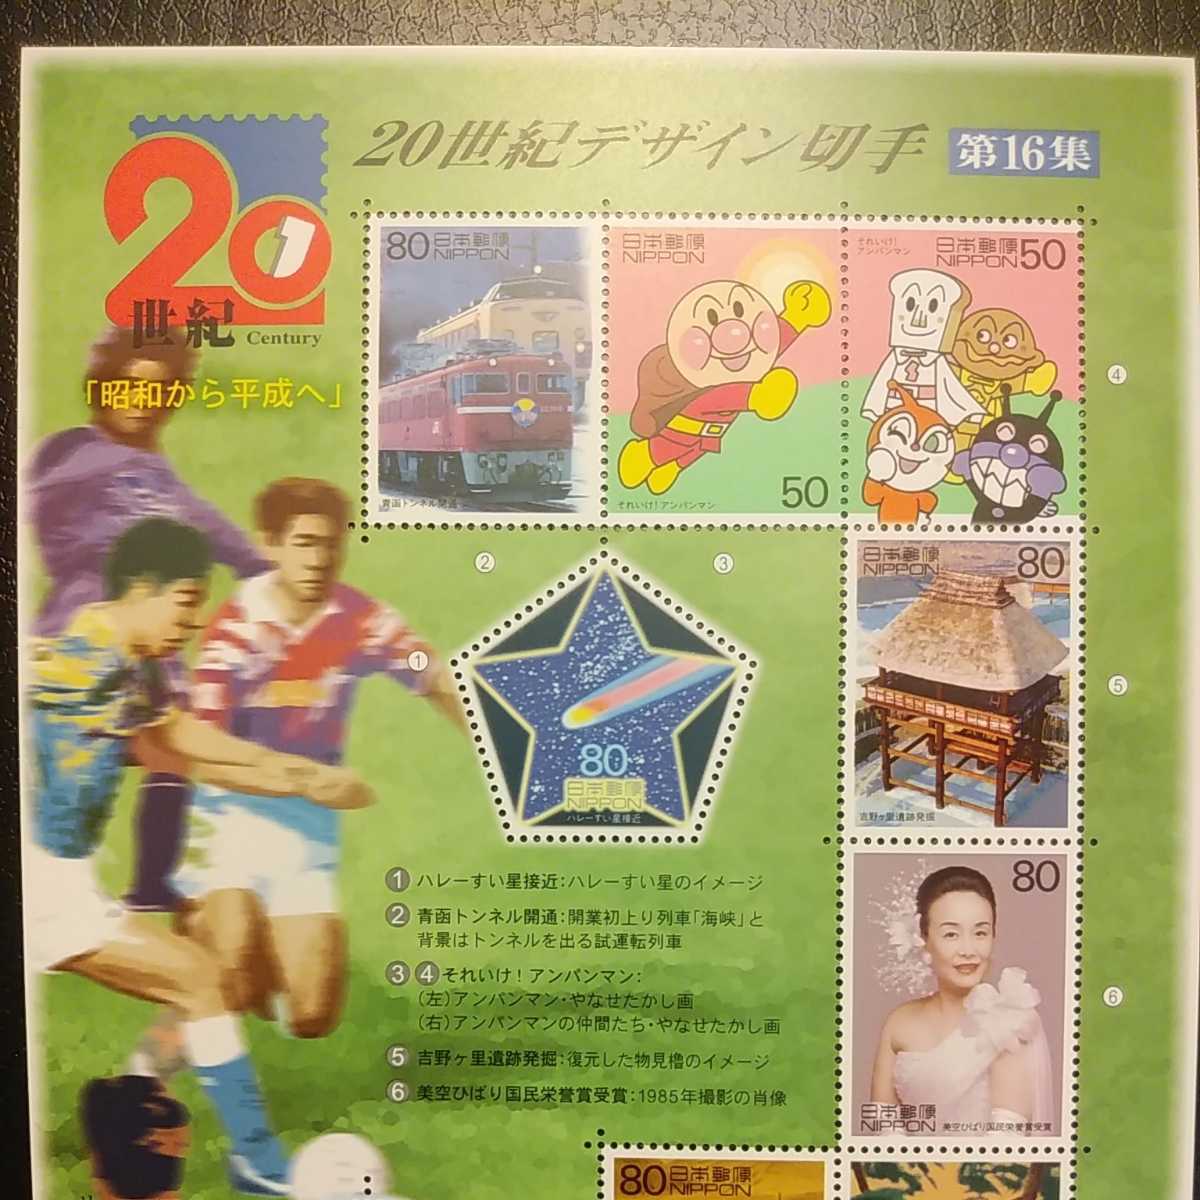 20世紀デザイン切手 第16集
20
世紀 Century
「昭和から平成へ」
80 日本郵便
NIPPON
青函トンネル開通
日本郵便
NIPPON
50
それいけ!アンパンマン
それいけ!
アンパンマン
日本郵便
NIPPON 50
4
2
3
1
80
日本郵便
NIPPON
ハレーすい星接近
日本郵便
NIPPON 80
吉野ヶ里遺跡発掘
5
80
日本郵便
NIPPON
美空ひばり国民栄誉賞受賞
6
1 ハレーすい星接近:ハレーすい星のイメージ
2 青函トンネル開通:開業初上り列車「海峡」と
背景はトンネルを出る試運転列車
3 4 それいけ!アンパンマン:
(左)アンパンマン・やなせたかし画
(右)アンパンマンの仲間たち・やなせたかし画
5 吉野ヶ里遺跡発掘:復元した物見櫓のイメージ
6 美空ひばり国民栄誉賞受賞:1985年撮影の肖像
80 日本郵便
NIPPON